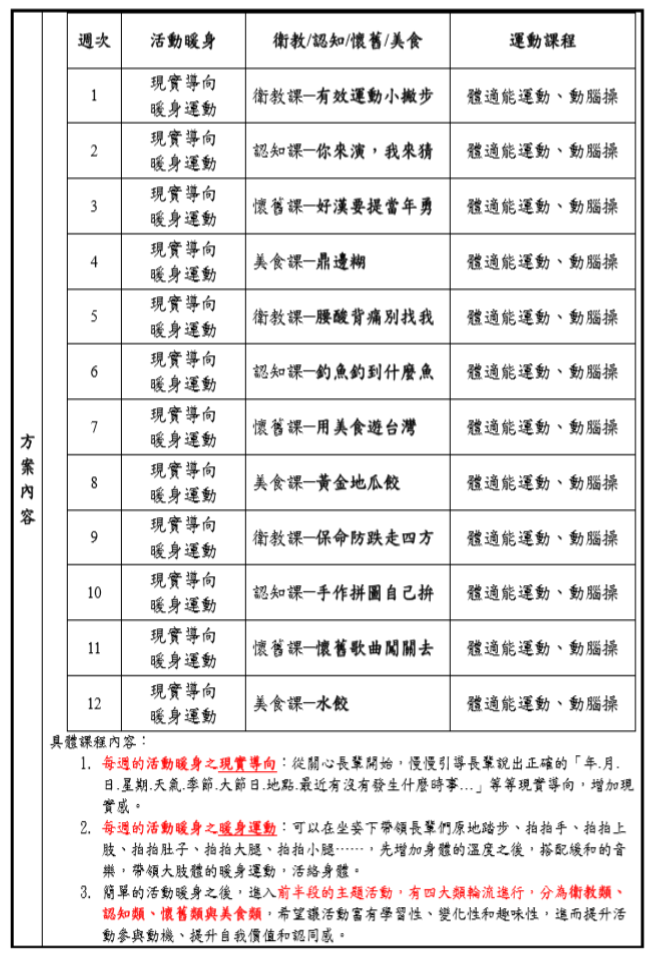 週次 活動暖身 衛教/認知/懷舊/美食 運動課程
1 現實導向 衛教課─有效運動小撇步 體適能運動、動腦操
暖身運動
2 現實導向 認知課─你來演，我來猜 體適能運動、動腦操
暖身運動
3 現實導向 懷舊課─好漢要提當年勇 體適能運動、動腦操
暖身運動
4 現實導向 美食課─鼎邊糊 體適能運動、動腦操
暖身運動
5 現實導向 衛教課─腰酸背痛別找我 體適能運動、動腦操
暖身運動
6 現實導向 認知課─釣魚釣到什麼魚 體適能運動、動腦操
暖身運動
7 現實導向 懷舊課─用美食遊台灣 體適能運動、動腦操
暖身運動
8 現實導向 美食課─黃金地瓜餃 體適能運動、動腦操
暖身運動
9 現實導向 衛教課─保命防跌走四方 體適能運動、動腦操
暖身運動
10 現實導向 認知課─手作拼圖自己拚 體適能運動、動腦操
暖身運動
11 現實導向 懷舊課─懷舊歌曲闖關去 體適能運動、動腦操
暖身運動
12 現實導向 美食課─水餃 體適能運動、動腦操
暖身運動
方案內容
具體課程內容：
1. 每週的活動暖身之現實導向：從關心長輩開始，慢慢引導長輩說出正確的「年.月.
日.星期.天氣.季節.大節日.地點.最近有沒有發生什麼時事…」等等現實導向，增加現
實感。
2. 每週的活動暖身之暖身運動：可以在坐姿下帶領長輩們原地踏步、拍拍手、拍拍上
肢、拍拍肚子、拍拍大腿、拍拍小腿……，先增加身體的溫度之後，搭配緩和的音
樂，帶領大肢體的暖身運動，活絡身體。
3. 簡單的活動暖身之後，進入前半段的主題活動，有四大類輪流進行，分為衛教類、
認知類、懷舊類與美食類，希望讓活動富有學習性、變化性和趣味性，進而提升活
動參與動機、提升自我價值和認同感。